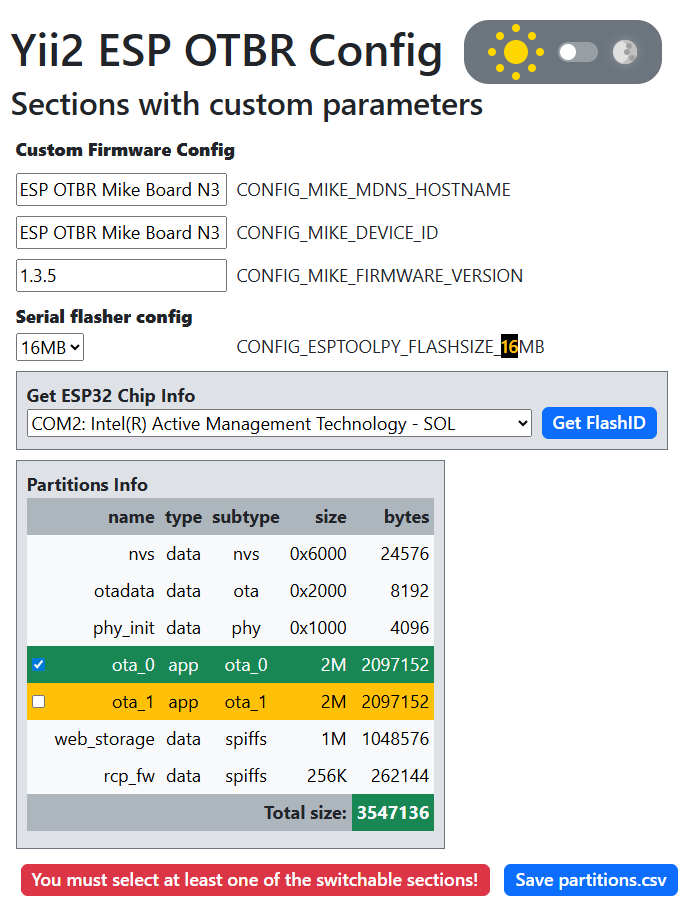 Yii2 ESP OTBR Config
Sections with custom parameters
Custom Firmware Config
ESP OTBR Mike Board N3 CONFIG_MIKE_MDNS_HOSTNAME
ESP OTBR Mike Board N3 CONFIG_MIKE_DEVICE_ID
1.3.5 CONFIG_MIKE_FIRMWARE_VERSION
Serial flasher config
16MB CONFIG_ESPTOOLPY_FLASHSIZE_16MB
Get ESP32 Chip Info
COM2: Intel(R) Active Management Technology - SOL Get FlashID
Partitions Info
name type subtype size bytes
nvs data nvs 0x6000 24576
otadata data ota 0x2000 8192
phy_init data phy 0x1000 4096
ota_0 app ota_0 2M 2097152
ota_1 app ota_1 2M 2097152
web_storage data spiffs 1M 1048576
rcp_fw data spiffs 256K 262144
Total size: 3547136
You must select at least one of the switchable sections! Save partitions.csv